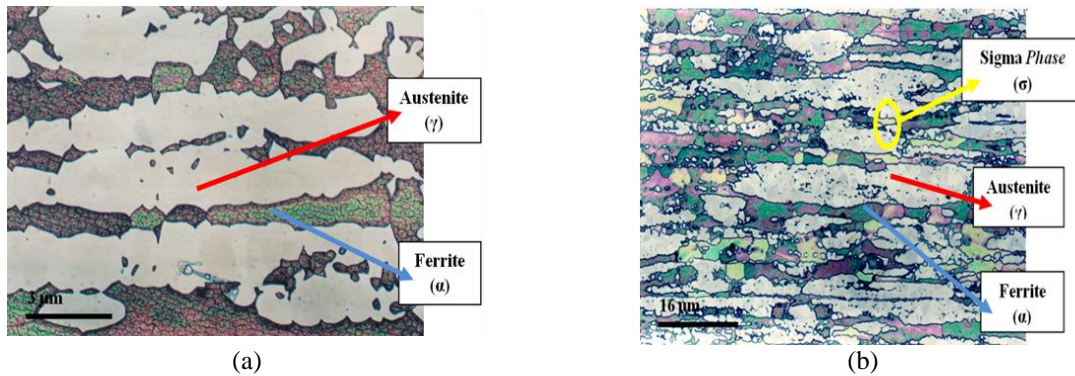 Austenite
(γ)
Ferrite
(α)
3 µm
(a)
Sigma Phase
(σ)
Austenite
(γ)
Ferrite
(α)
16 µm
(b)